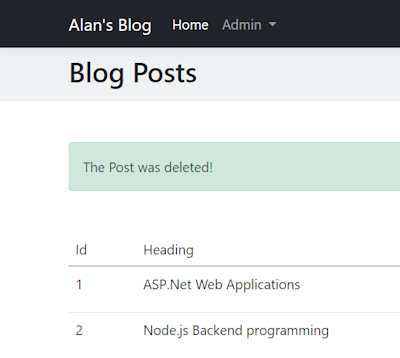 Alan's Blog Home Admin
Blog Posts
The Post was deleted!
Id Heading
1 ASP.Net Web Applications
2 Node.js Backend programming